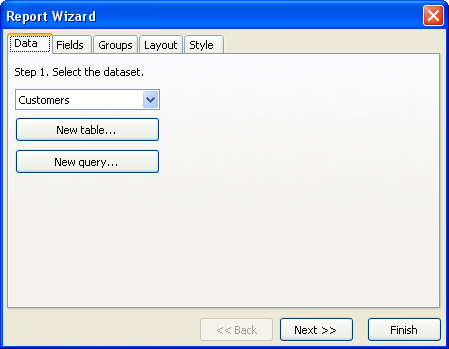 Report Wizard
Data Fields Groups Layout Style
Step 1. Select the dataset.
Customers
New table...
New query...
<< Back Next >> Finish